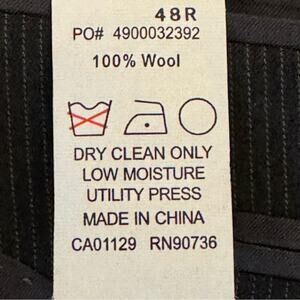 48R
PO# 4900032392
100% Wool
DRY CLEAN ONLY
LOW MOISTURE
UTILITY PRESS
MADE IN CHINA
CA01129 RN90736